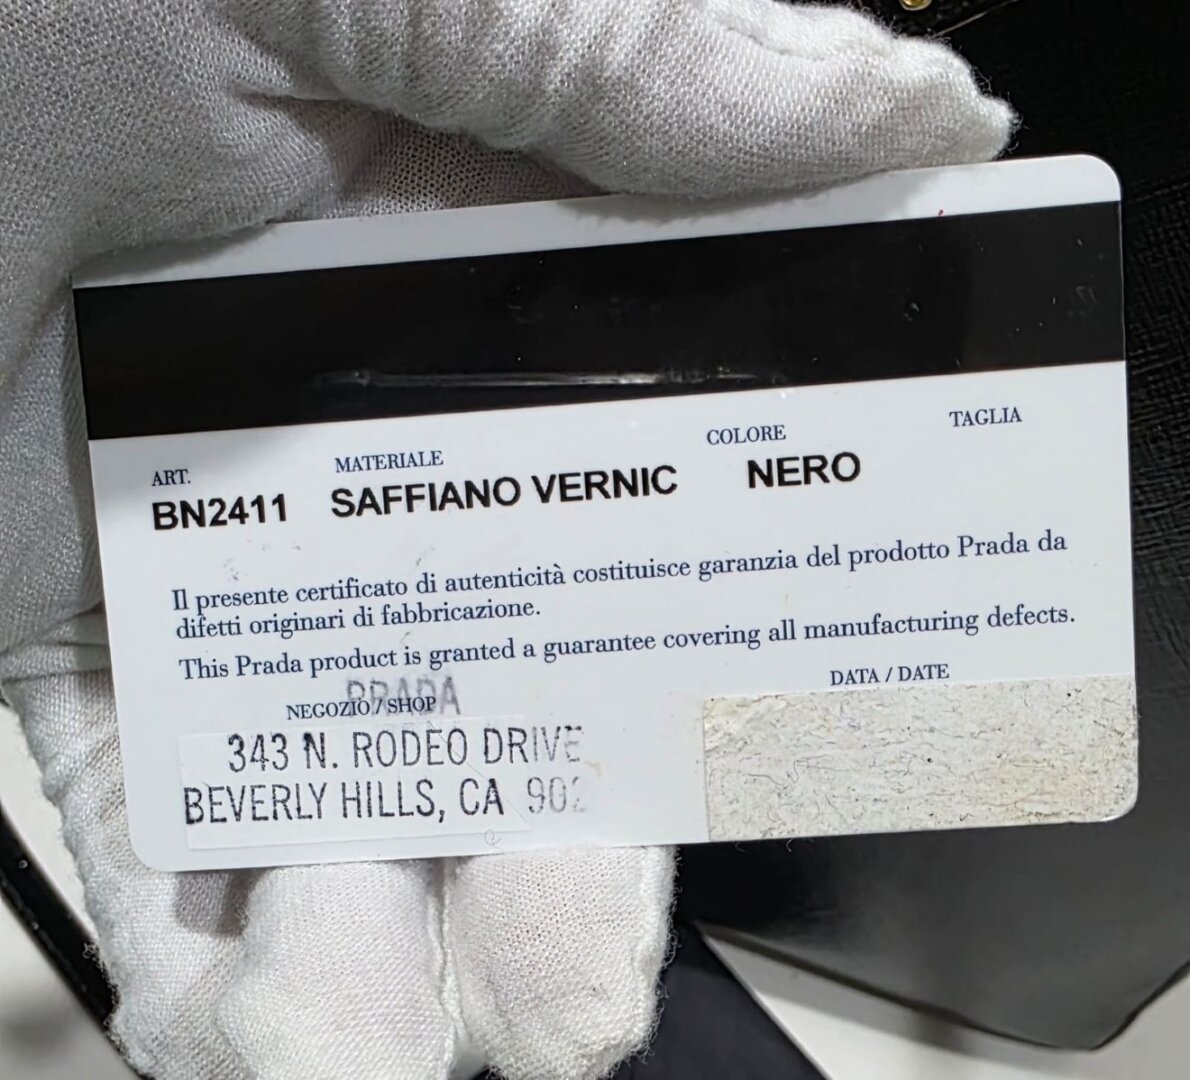 ART. MATERIALE COLORE TAGLIA
BN2411 SAFFIANO VERNIC NERO
Il presente certificato di autenticità costituisce garanzia del prodotto Prada da
difetti originari di fabbricazione.
This Prada product is granted a guarantee covering all manufacturing defects.
PRADA
NEGOZIO / SHOP DATA / DATE
343 N. RODEO DRIVE
BEVERLY HILLS, CA